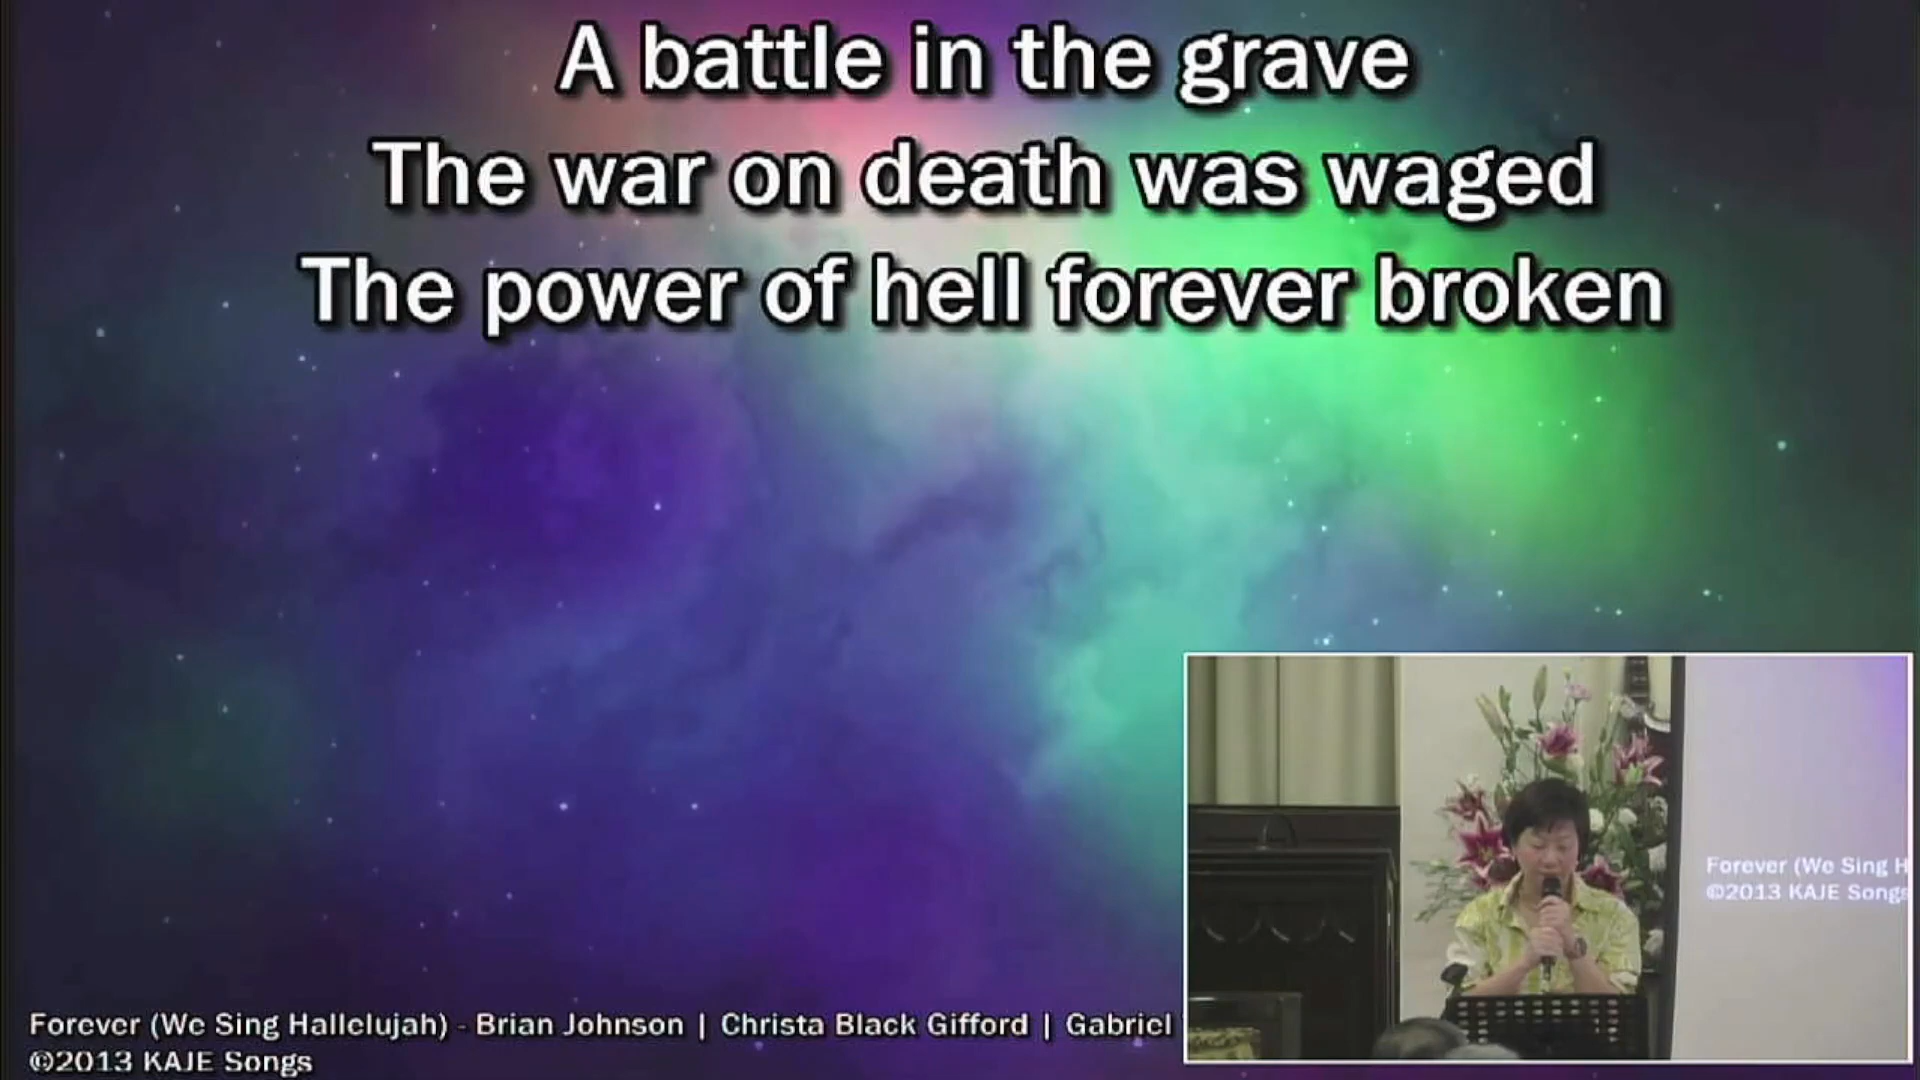 A battle in the grave
The war on death was waged
The power of hell forever broken
Forever (We Sing Hallelujah) - Brian Johnson | Christa Black Gifford | Gabriel
©2013 KAJE Songs
Forever (We Sing H
©2013 KAJE Songs